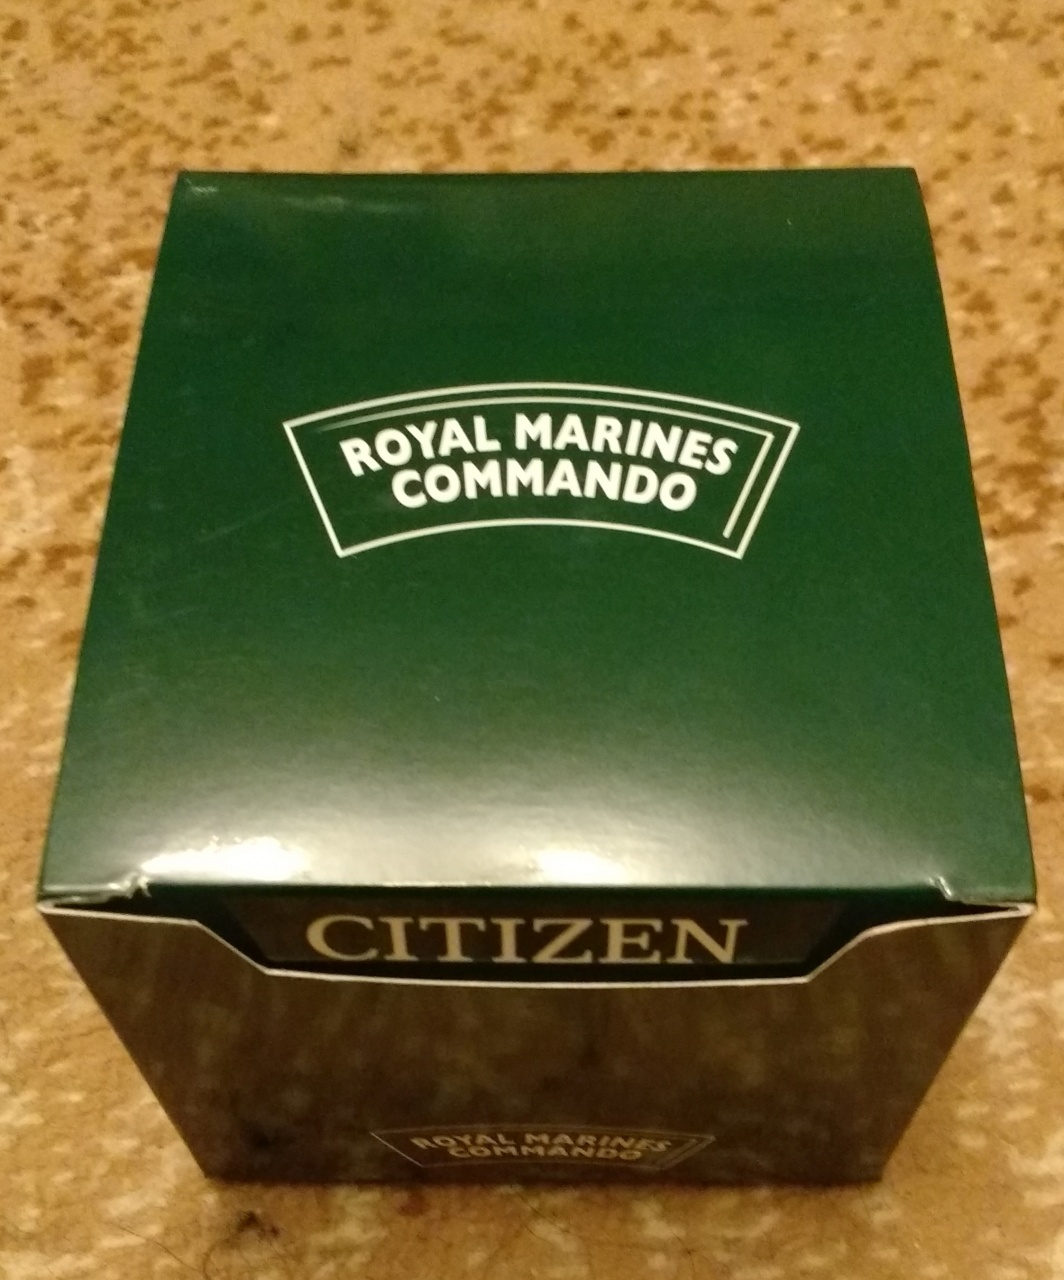 ROYAL MARINES
COMMANDO
CITIZEN
ROYAL MARINES
COMMANDO